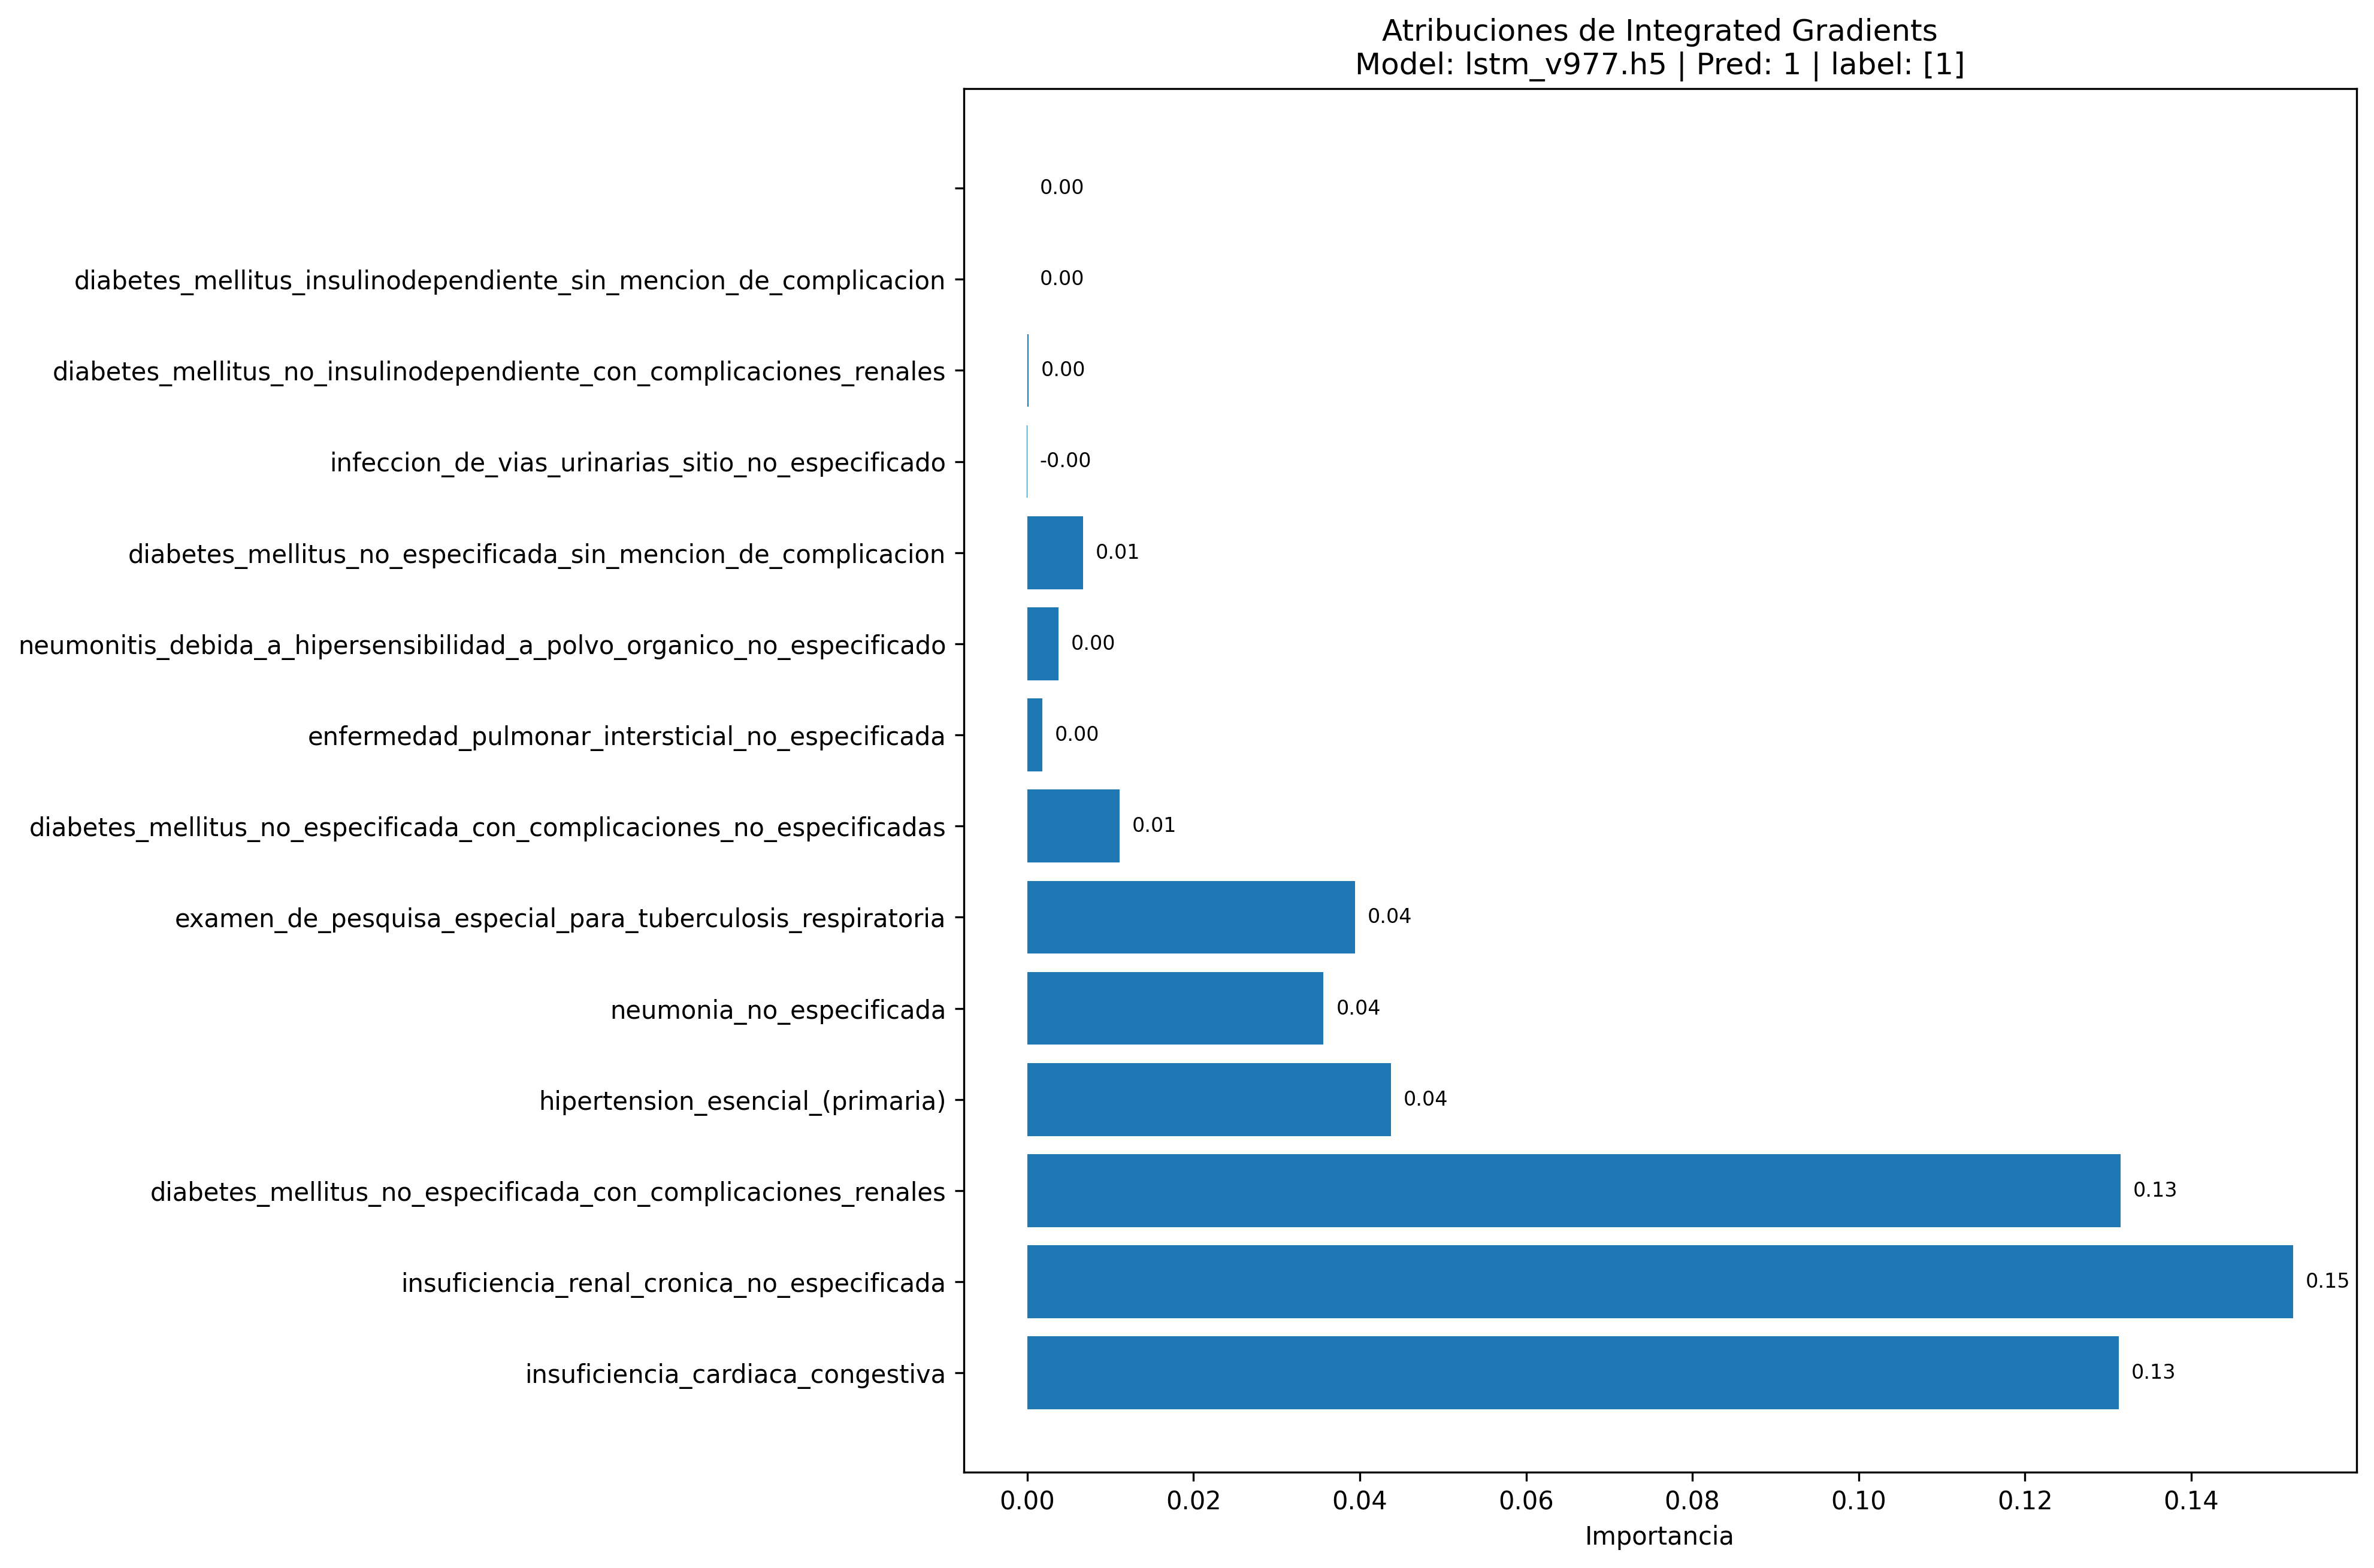 Atribuciones de Integrated Gradients
Model: lstm_v977.h5 | Pred: 1 | label: [1]
0.00
diabetes_mellitus_insulinodependiente_sin_mencion_de_complicacion 0.00
diabetes_mellitus_no_insulinodependiente_con_complicaciones_renales 0.00
infeccion_de_vias_urinarias_sitio_no_especificado -0.00
diabetes_mellitus_no_especificada_sin_mencion_de_complicacion 0.01
neumonitis_debida_a_hipersensibilidad_a_polvo_organico_no_especificado 0.00
enfermedad_pulmonar_intersticial_no_especificada 0.00
diabetes_mellitus_no_especificada_con_complicaciones_no_especificadas 0.01
examen_de_pesquisa_especial_para_tuberculosis_respiratoria 0.04
neumonia_no_especificada 0.04
hipertension_esencial_(primaria) 0.04
diabetes_mellitus_no_especificada_con_complicaciones_renales 0.13
insuficiencia_renal_cronica_no_especificada 0.15
insuficiencia_cardiaca_congestiva 0.13
0.00 0.02 0.04 0.06 0.08 0.10 0.12 0.14
Importancia